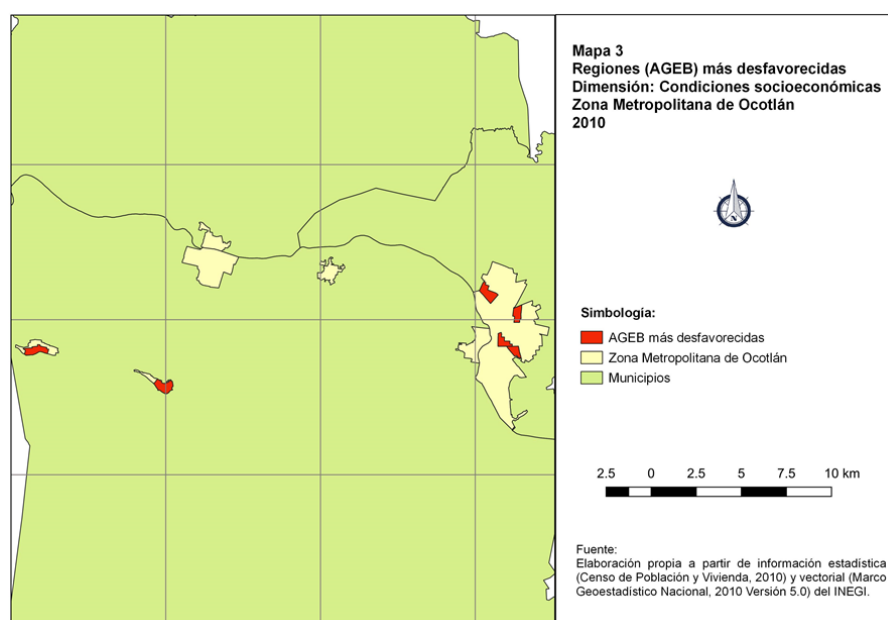 Mapa 3
Regiones (AGEB) más desfavorecidas
Dimensión: Condiciones socioeconómicas
Zona Metropolitana de Ocotlán
2010
N
Simbología:
AGEB más desfavorecidas
Zona Metropolitana de Ocotlán
Municipios
2.5 0 2.5 5 7.5 10 km
Fuente:
Elaboración propia a partir de información estadística
(Censo de Población y Vivienda, 2010) y vectorial (Marco
Geoestadístico Nacional, 2010 Versión 5.0) del INEGI.